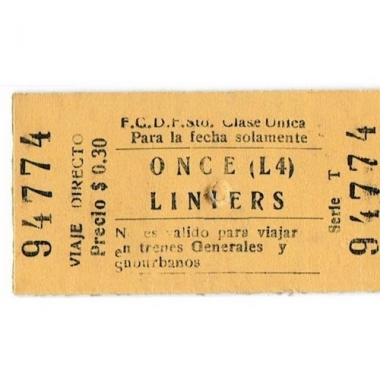 94774
VIAJE DIRECTO
Precio $ 0.30
F.C.D.F.Sto. Clase Unica
Para la fecha solamente
ONCE (L4)
LINIERS
No es valido para viajar
en trenes Generales y
suburbanos
Serie T
94774